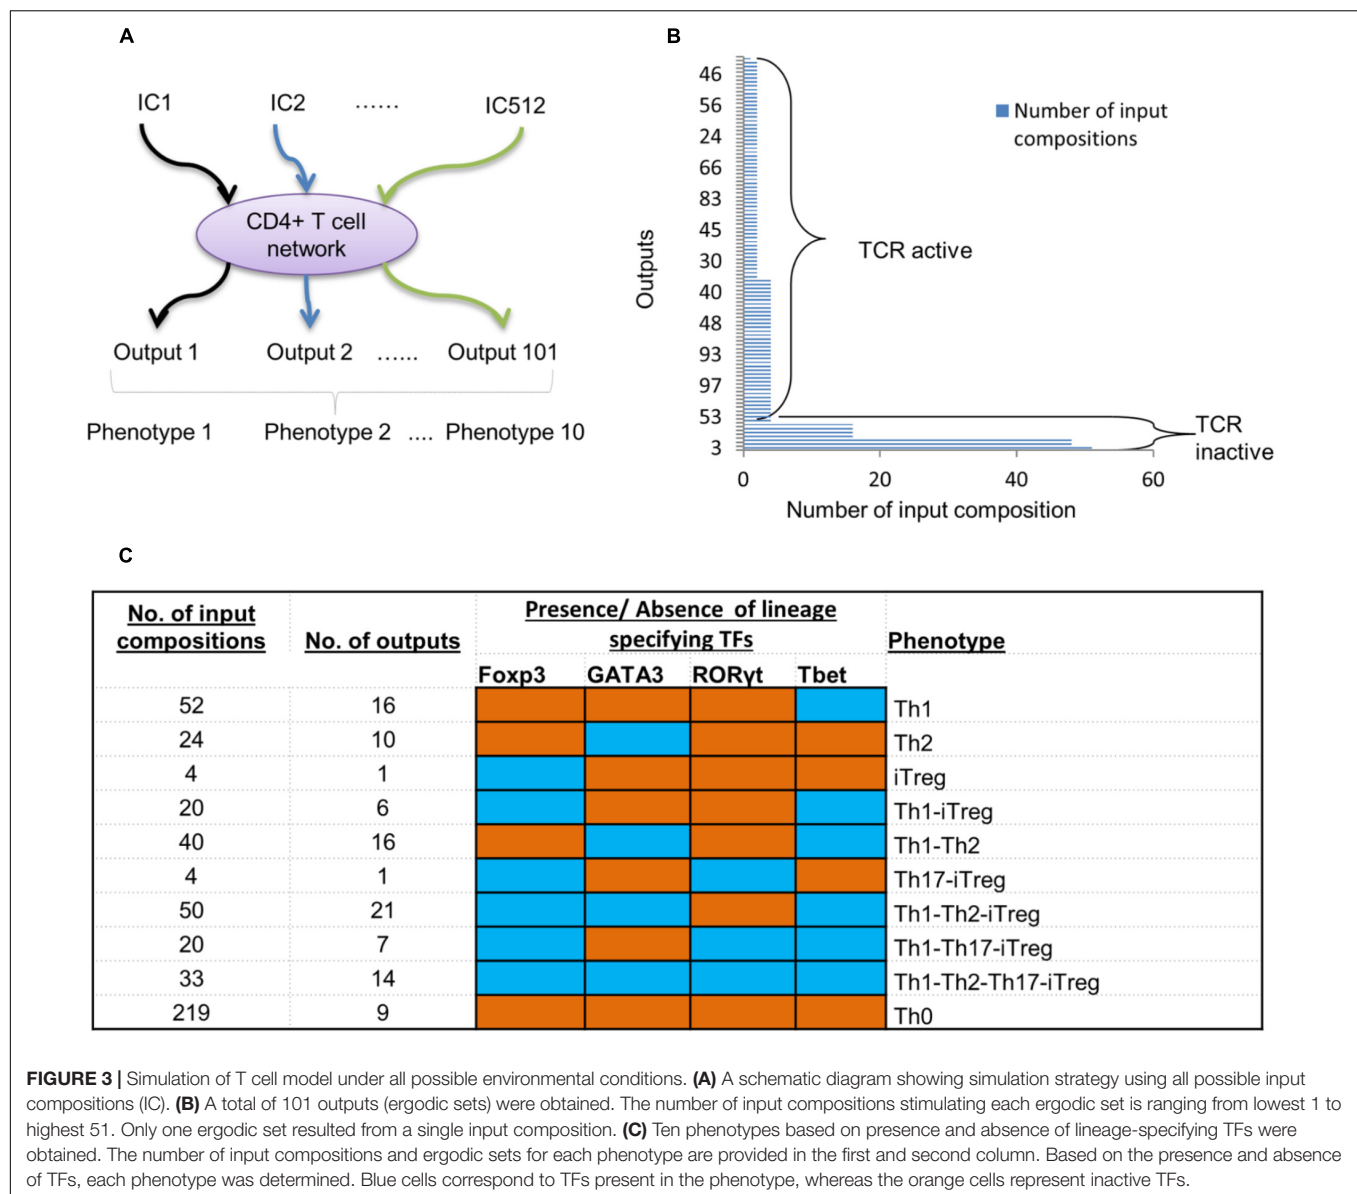 A
IC1
IC2
......
IC512
CD4+ T cell
network
Output 1
Output 2
......
Output 101
Phenotype 1
Phenotype 2
....
Phenotype 10
B
46
56
24
66
83
45
30
40
48
93
97
53
3
Outputs
0
20
40
60
Number of input composition
Number of input
compositions
TCR active
TCR
inactive
C
No. of input
compositions
No. of outputs
Presence/ Absence of lineage
specifying TFs
Phenotype
Foxp3 GATA3 RORγt Tbet
52 16 Th1
24 10 Th2
4 1 iTreg
20 6 Th1-iTreg
40 16 Th1-Th2
4 1 Th17-iTreg
50 21 Th1-Th2-iTreg
20 7 Th1-Th17-iTreg
33 14 Th1-Th2-Th17-iTreg
219 9 Th0
FIGURE 3 | Simulation of T cell model under all possible environmental conditions. (A) A schematic diagram showing simulation strategy using all possible input
compositions (IC). (B) A total of 101 outputs (ergodic sets) were obtained. The number of input compositions stimulating each ergodic set is ranging from lowest 1 to
highest 51. Only one ergodic set resulted from a single input composition. (C) Ten phenotypes based on presence and absence of lineage-specifying TFs were
obtained. The number of input compositions and ergodic sets for each phenotype are provided in the first and second column. Based on the presence and absence
of TFs, each phenotype was determined. Blue cells correspond to TFs present in the phenotype, whereas the orange cells represent inactive TFs.